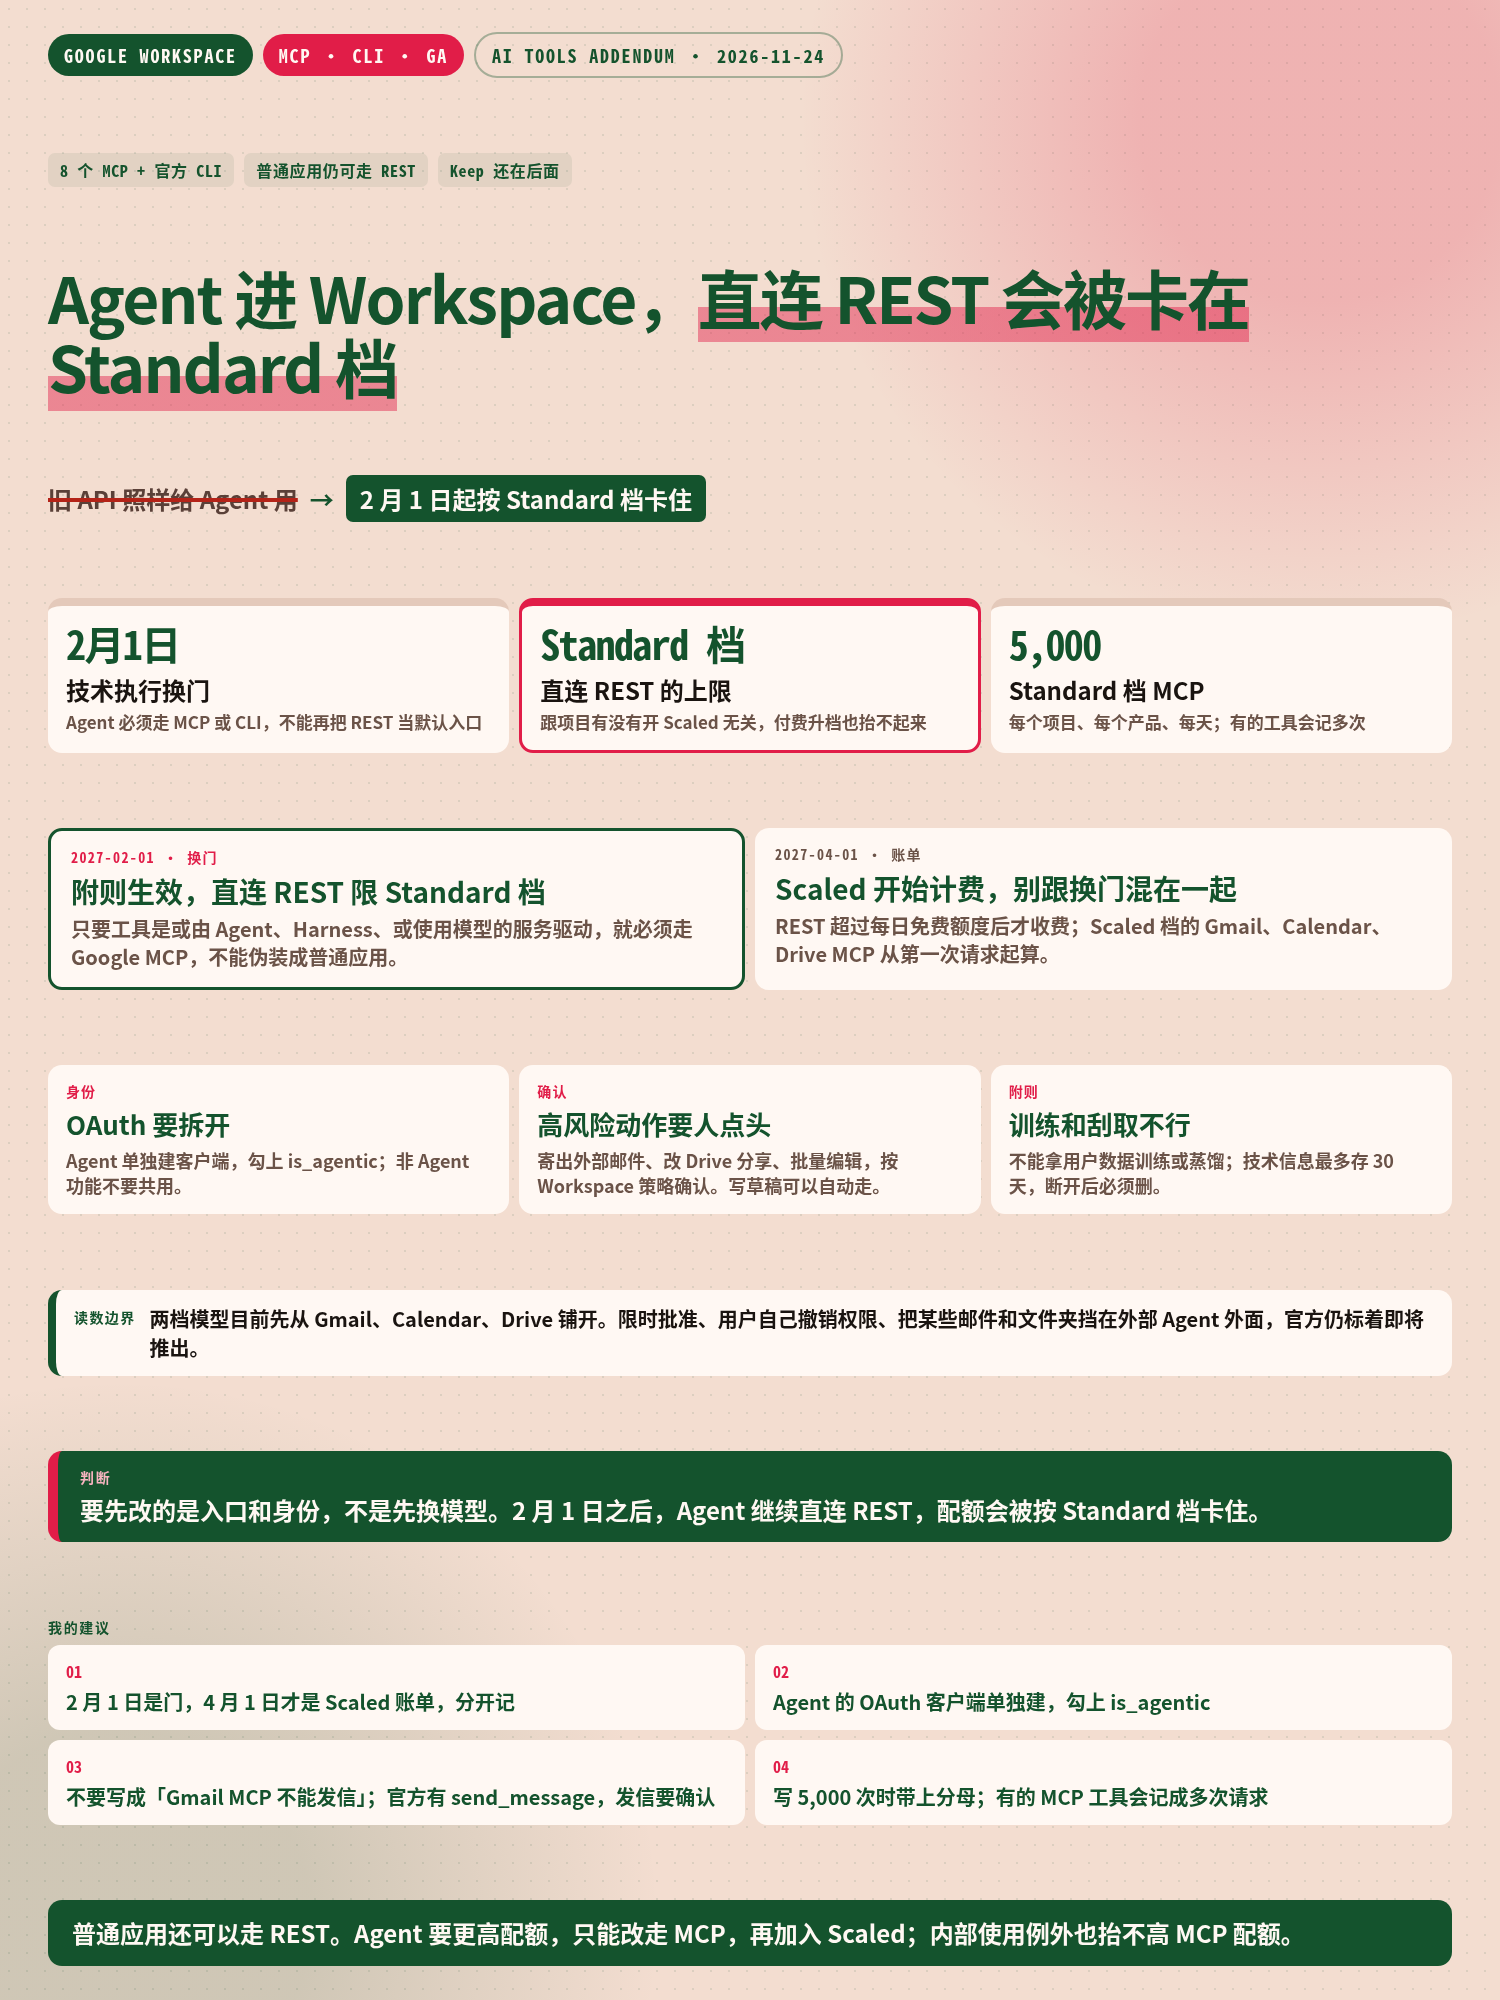 GOOGLE WORKSPACE
MCP · CLI · GA
AI TOOLS ADDENDUM · 2026-11-24
8 个 MCP + 官方 CLI
普通应用仍可走 REST
Keep 还在后面
Agent 进 Workspace，直连 REST 会被卡在
Standard 档
旧 API 照样给 Agent 用 → 2 月 1 日起按 Standard 档卡住
2月1日
技术执行换门
Agent 必须走 MCP 或 CLI，不能再把 REST 当默认入口
Standard 档
直连 REST 的上限
跟项目有没有开 Scaled 无关，付费升档也抬不起来
5,000
Standard 档 MCP
每个项目、每个产品、每天；有的工具会记多次
2027-02-01 · 换门
附则生效，直连 REST 限 Standard 档
只要工具是或由 Agent、Harness、或使用模型的服务驱动，就必须走
Google MCP，不能伪装成普通应用。
2027-04-01 · 账单
Scaled 开始计费，别跟换门混在一起
REST 超过每日免费额度后才收费；Scaled 档的 Gmail、Calendar、
Drive MCP 从第一次请求起算。
身份
OAuth 要拆开
Agent 单独建客户端，勾上 is_agentic；非 Agent
功能不要共用。
确认
高风险动作要人点头
寄出外部邮件、改 Drive 分享、批量编辑，按
Workspace 策略确认。写草稿可以自动走。
附则
训练和刮取不行
不能拿用户数据训练或蒸馏；技术信息最多存 30
天，断开后必须删。
读数边界
两档模型目前先从 Gmail、Calendar、Drive 铺开。限时批准、用户自己撤销权限、把某些邮件和文件夹挡在外部 Agent 外面，官方仍标着即将
推出。
判断
要先改的是入口和身份，不是先换模型。2 月 1 日之后，Agent 继续直连 REST，配额会被按 Standard 档卡住。
我的建议
01
2 月 1 日是门，4 月 1 日才是 Scaled 账单，分开记
02
Agent 的 OAuth 客户端单独建，勾上 is_agentic
03
不要写成「Gmail MCP 不能发信」；官方有 send_message，发信要确认
04
写 5,000 次时带上分母；有的 MCP 工具会记成多次请求
普通应用还可以走 REST。Agent 要更高配额，只能改走 MCP，再加入 Scaled；内部使用例外也抬不高 MCP 配额。